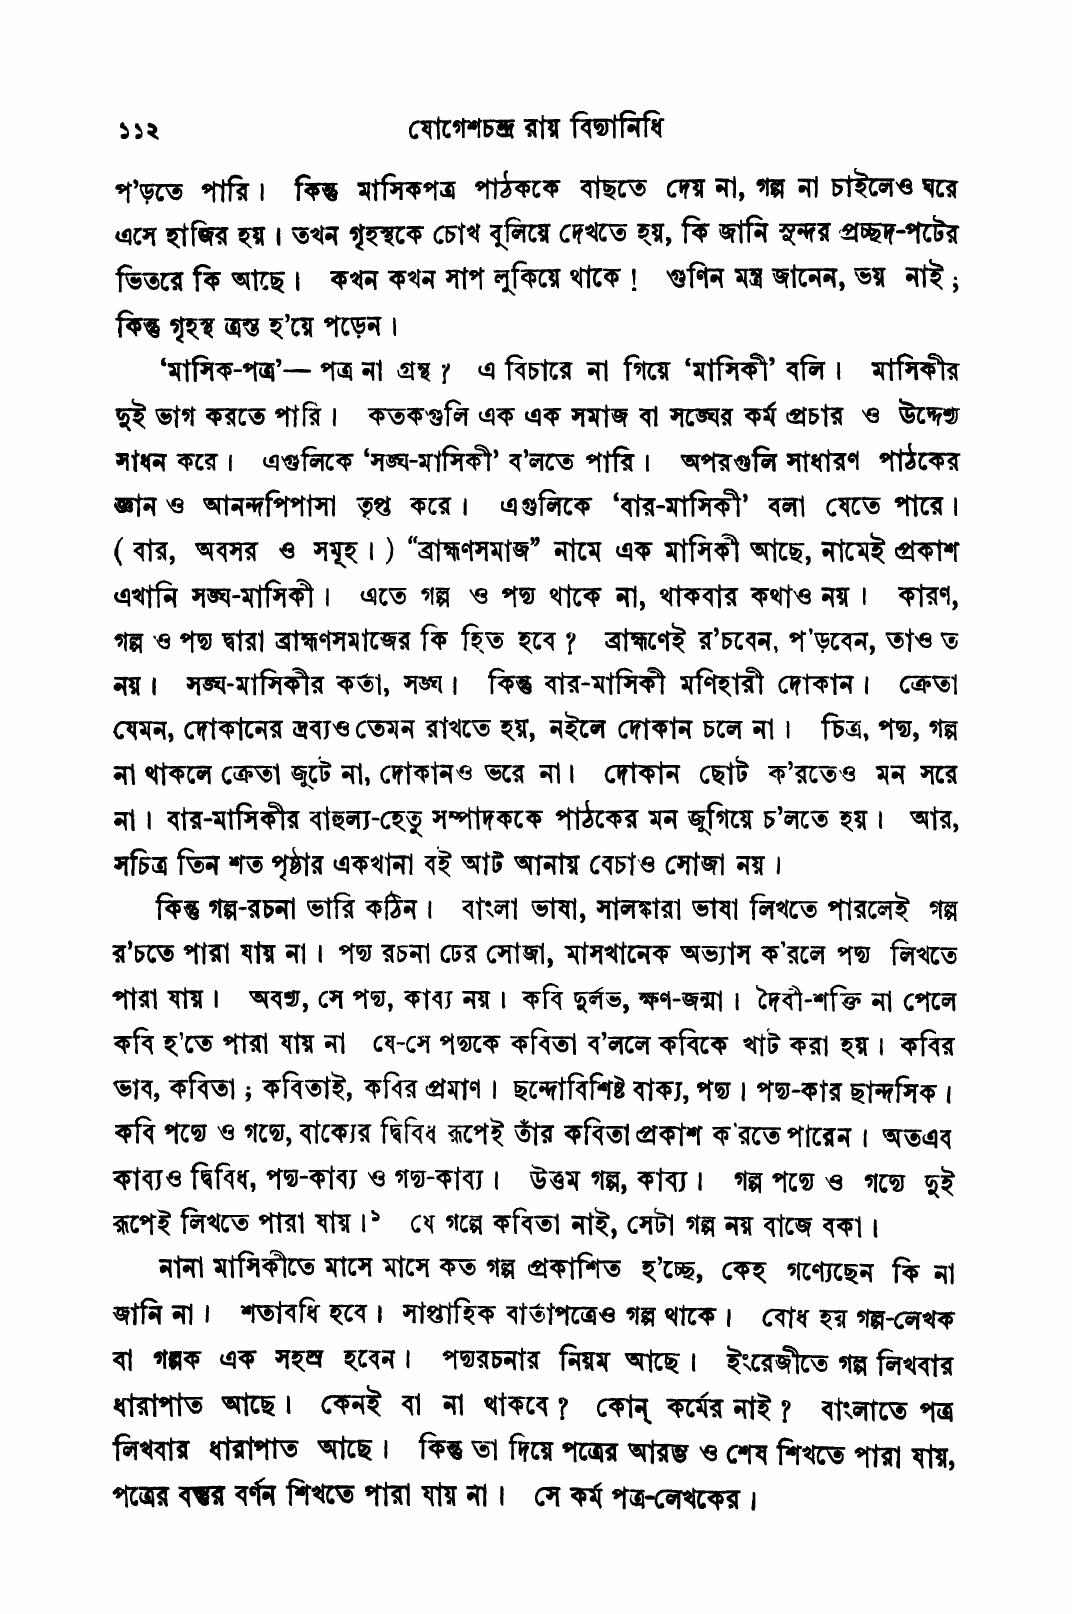 ১১২ যোগেশচন্দ্র রায় বিদ্যানিধি
প'ড়তে পারি। কিন্তু মাসিকপত্র পাঠককে বাছতে দেয় না, গল্প না চাইলেও ঘরে
এসে হাজির হয়। তখন গৃহস্থকে চোখ বুলিয়ে দেখতে হয়, কি জানি সুন্দর প্রচ্ছদ-পটের
ভিতরে কি আছে। কখন কখন সাপ লুকিয়ে থাকে! গুণিন মন্ত্র জানেন, ভয় নাই;
কিন্তু গৃহস্থ ত্রস্ত হ'য়ে পড়েন।
‘মাসিক-পত্র’— পত্র না গ্রন্থ? এ বিচারে না গিয়ে ‘মাসিকী’ বলি। মাসিকীর
দুই ভাগ করতে পারি। কতকগুলি এক এক সমাজ বা সঙ্ঘের কর্ম প্রচার ও উদ্দেশ্য
সাধন করে। এগুলিকে ‘সঙ্ঘ-মাসিকী’ ব'লতে পারি। অপরগুলি সাধারণ পাঠকের
জ্ঞান ও আনন্দপিপাসা তৃপ্ত করে। এগুলিকে ‘বার-মাসিকী’ বলা যেতে পারে।
( বার, অবসর ও সমূহ। ) “ব্রাহ্মণসমাজ” নামে এক মাসিকী আছে, নামেই প্রকাশ
এখানি সঙ্ঘ-মাসিকী। এতে গল্প ও পদ্য থাকে না, থাকবার কথাও নয়। কারণ,
গল্প ও পদ্য দ্বারা ব্রাহ্মণসমাজের কি হিত হবে? ব্রাহ্মণেই র'চবেন, প'ড়বেন, তাও ত
নয়। সঙ্ঘ-মাসিকীর কর্তা, সঙ্ঘ। কিন্তু বার-মাসিকী মণিহারী দোকান। ক্রেতা
যেমন, দোকানের দ্রব্যও তেমন রাখতে হয়, নইলে দোকান চলে না। চিত্র, পদ্য, গল্প
না থাকলে ক্রেতা জুটে না, দোকানও ভরে না। দোকান ছোট ক'রতেও মন সরে
না। বার-মাসিকীর বাহুল্য-হেতু সম্পাদককে পাঠকের মন জুগিয়ে চ'লতে হয়। আর,
সচিত্র তিন শত পৃষ্ঠার একখানা বই আট আনায় বেচাও সোজা নয়।
কিন্তু গল্প-রচনা ভারি কঠিন। বাংলা ভাষা, সালঙ্কারা ভাষা লিখতে পারলেই গল্প
র'চতে পারা যায় না। পদ্য রচনা ঢের সোজা, মাসখানেক অভ্যাস ক'রলে পদ্য লিখতে
পারা যায়। অবশ্য, সে পদ্য, কাব্য নয়। কবি দুর্লভ, ক্ষণ-জন্মা। দৈবী-শক্তি না পেলে
কবি হ'তে পারা যায় না যে-সে পদ্যকে কবিতা ব'ললে কবিকে খাট করা হয়। কবির
ভাব, কবিতা; কবিতাই, কবির প্রমাণ। ছন্দোবিশিষ্ট বাক্য, পদ্য। পদ্য-কার ছান্দসিক।
কবি পদ্যে ও গদ্যে, বাক্যের দ্বিবিধ রূপেই তাঁর কবিতা প্রকাশ ক'রতে পারেন। অতএব
কাব্যও দ্বিবিধ, পদ্য-কাব্য ও গদ্য-কাব্য। উত্তম গল্প, কাব্য। গল্প পদ্যে ও গদ্যে দুই
রূপেই লিখতে পারা যায়।১ যে গল্পে কবিতা নাই, সেটা গল্প নয় বাজে বকা।
নানা মাসিকীতে মাসে মাসে কত গল্প প্রকাশিত হ'চ্ছে, কেহ গণ্যেছেন কি না
জানি না। শতাবধি হবে। সাপ্তাহিক বার্তাপত্রেও গল্প থাকে। বোধ হয় গল্প-লেখক
বা গল্পক এক সহস্র হবেন। পদ্যরচনার নিয়ম আছে। ইংরেজীতে গল্প লিখবার
ধারাপাত আছে। কেনই বা না থাকবে? কোন্ কর্মের নাই? বাংলাতে পত্র
লিখবার ধারাপাত আছে। কিন্তু তা দিয়ে পত্রের আরম্ভ ও শেষ শিখতে পারা যায়,
পত্রের বস্তুর বর্ণন শিখতে পারা যায় না। সে কর্ম পত্র-লেখকের।